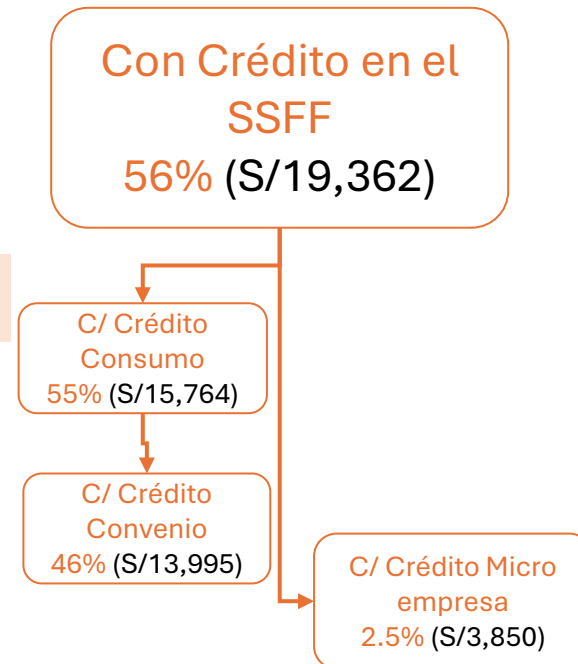 Con Crédito en el
SSFF
56% (S/19,362)
C/ Crédito
Consumo
55% (S/15,764)
C/ Crédito
Convenio
46% (S/13,995)
C/ Crédito Micro
empresa
2.5% (S/3,850)